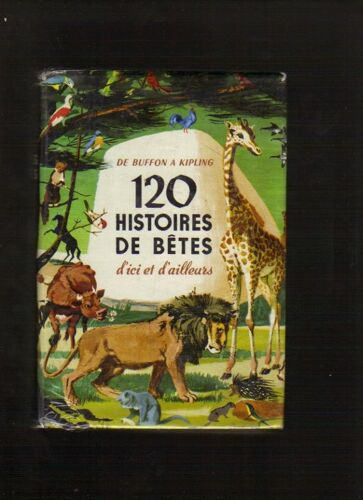 DE BUFFON A KIPLING
120
HISTOIRES
DE BÊTES
d'ici et d'ailleurs